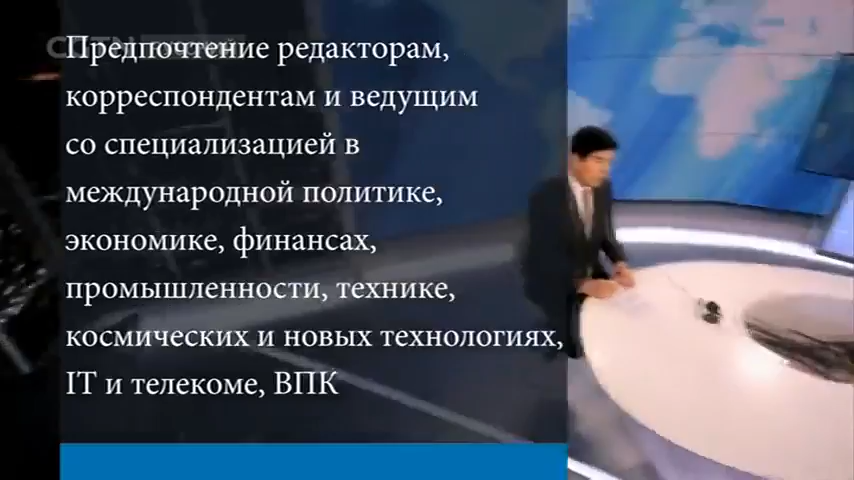 Предпочтение редакторам,
корреспондентам и ведущим
со специализацией в
международной политике,
экономике, финансах,
промышленности, технике,
космических и новых технологиях,
IT и телекоме, ВПК